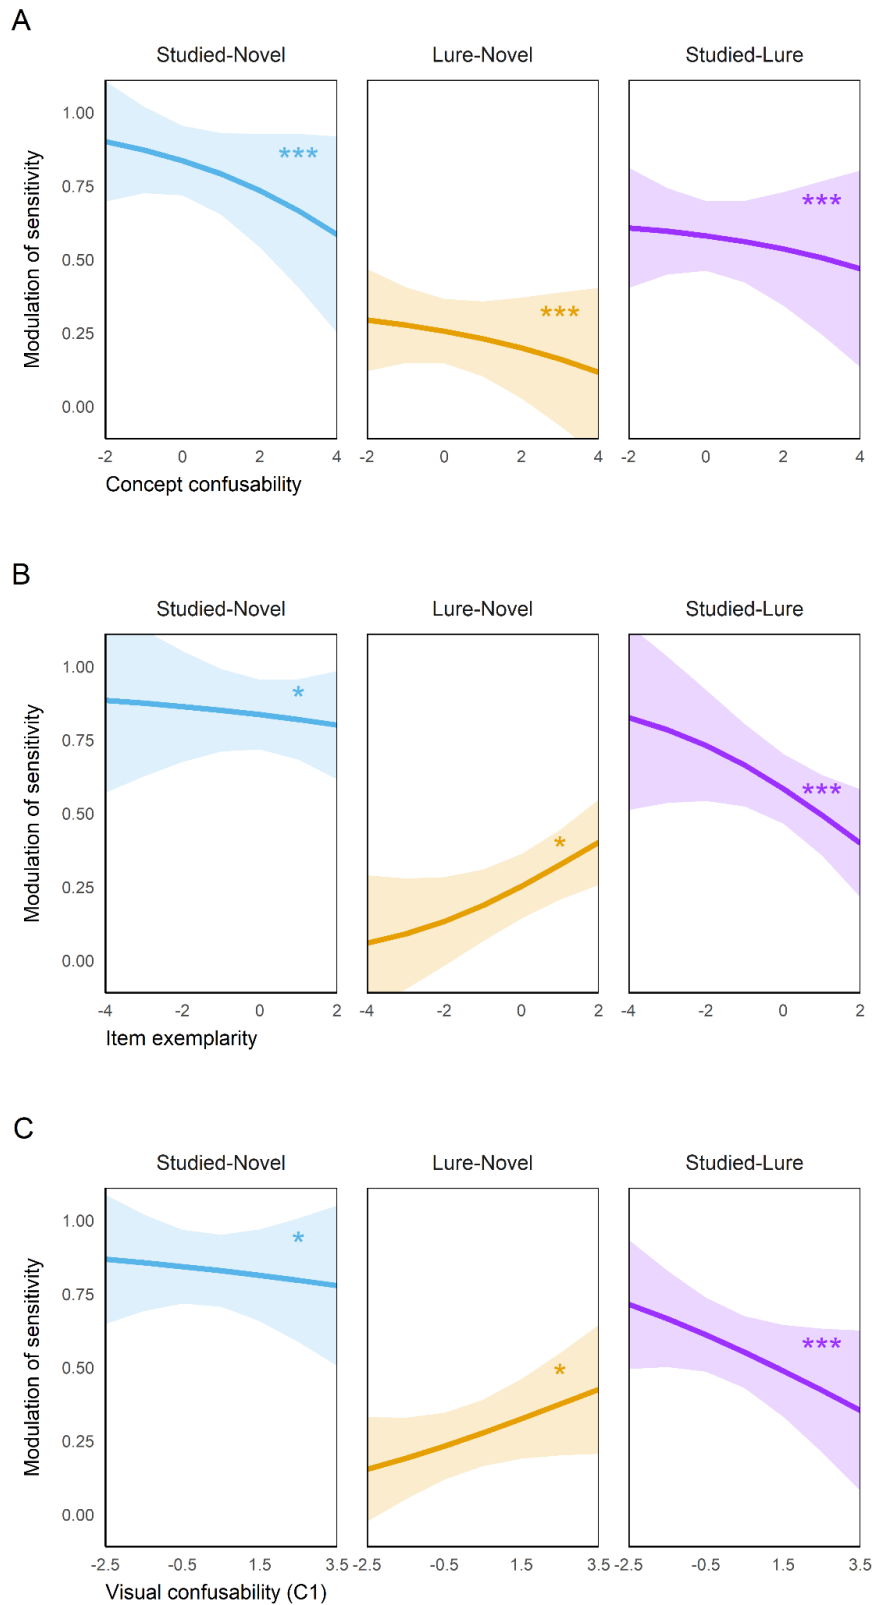 A
Studied-Novel Lure-Novel Studied-Lure
Modulation of sensitivity
1.00
0.75
0.50
0.25
0.00
***
***
***
-2 0 2 4 -2 0 2 4 -2 0 2 4
Concept confusability
B
Studied-Novel Lure-Novel Studied-Lure
Modulation of sensitivity
1.00
0.75
0.50
0.25
0.00
*
*
***
-4 -2 0 2 -4 -2 0 2 -4 -2 0 2
Item exemplarity
C
Studied-Novel Lure-Novel Studied-Lure
Modulation of sensitivity
1.00
0.75
0.50
0.25
0.00
*
*
***
-2.5 -0.5 1.5 3.5 -2.5 -0.5 1.5 3.5 -2.5 -0.5 1.5 3.5
Visual confusability (C1)